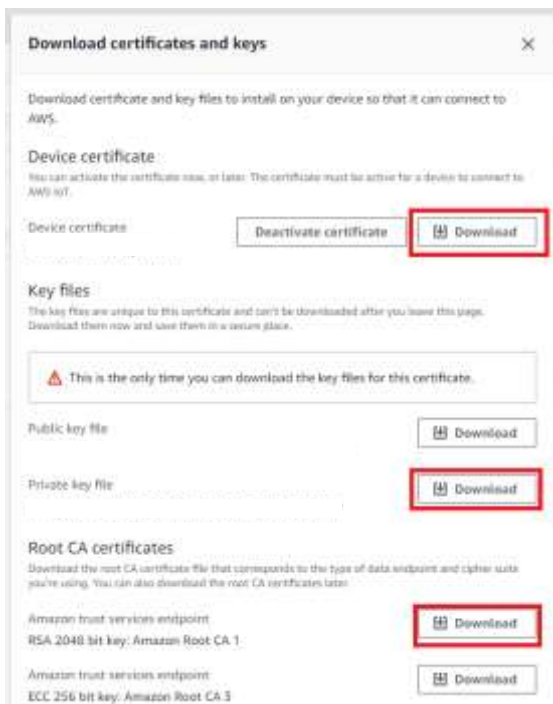 Download certificates and keys
Download certificate and key files to install on your device so that it can connect to
AWS.
Device certificate
You can activate the certificate now, or later. The certificate must be active for a device to connect to
AWS IoT.
Device certificate
Deactivate certificate
Download
Key files
The key files are unique to this certificate and can't be downloaded after you leave this page.
Download them now and save them in a secure place.
This is the only time you can download the key files for this certificate.
Public key file
Download
Private key file
Download
Root CA certificates
Download the root CA certificate file that corresponds to the type of data endpoint and cipher suite
you're using. You can also download the root CA certificates later.
Amazon trust services endpoint
Download
RSA 2048 bit key: Amazon Root CA 1
Amazon trust services endpoint
Download
ECC 256 bit key: Amazon Root CA 3